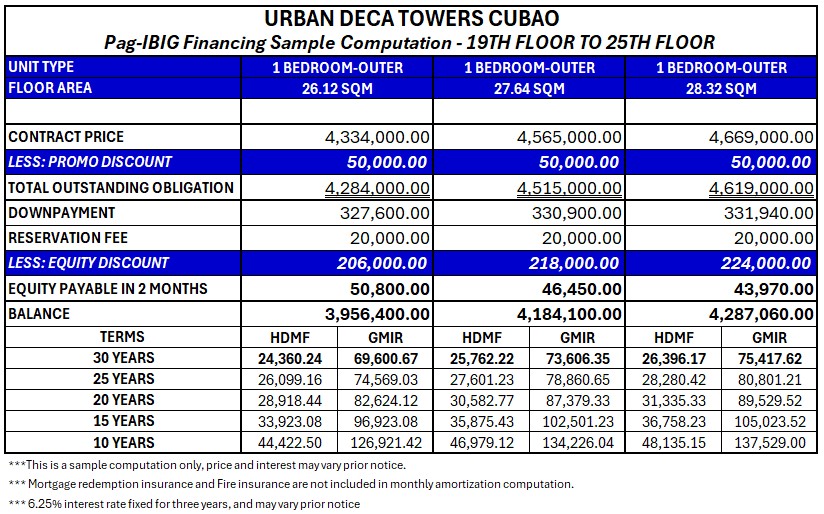 URBAN DECA TOWERS CUBAO
Pag-IBIG Financing Sample Computation - 19TH FLOOR TO 25TH FLOOR
UNIT TYPE 1 BEDROOM-OUTER 1 BEDROOM-OUTER 1 BEDROOM-OUTER
FLOOR AREA 26.12 SQM 27.64 SQM 28.32 SQM
CONTRACT PRICE 4,334,000.00 4,565,000.00 4,669,000.00
LESS: PROMO DISCOUNT 50,000.00 50,000.00 50,000.00
TOTAL OUTSTANDING OBLIGATION 4,284,000.00 4,515,000.00 4,619,000.00
DOWNPAYMENT 327,600.00 330,900.00 331,940.00
RESERVATION FEE 20,000.00 20,000.00 20,000.00
LESS: EQUITY DISCOUNT 206,000.00 218,000.00 224,000.00
EQUITY PAYABLE IN 2 MONTHS 50,800.00 46,450.00 43,970.00
BALANCE 3,956,400.00 4,184,100.00 4,287,060.00
TERMS HDMF GMIR HDMF GMIR HDMF GMIR
30 YEARS 24,360.24 69,600.67 25,762.22 73,606.35 26,396.17 75,417.62
25 YEARS 26,099.16 74,569.03 27,601.23 78,860.65 28,280.42 80,801.21
20 YEARS 28,918.44 82,624.12 30,582.77 87,379.33 31,335.33 89,529.52
15 YEARS 33,923.08 96,923.08 35,875.43 102,501.23 36,758.23 105,023.52
10 YEARS 44,422.50 126,921.42 46,979.12 134,226.04 48,135.15 137,529.00
***This is a sample computation only, price and interest may vary prior notice.
*** Mortgage redemption insurance and Fire insurance are not included in monthly amortization computation.
*** 6.25% interest rate fixed for three years, and may vary prior notice